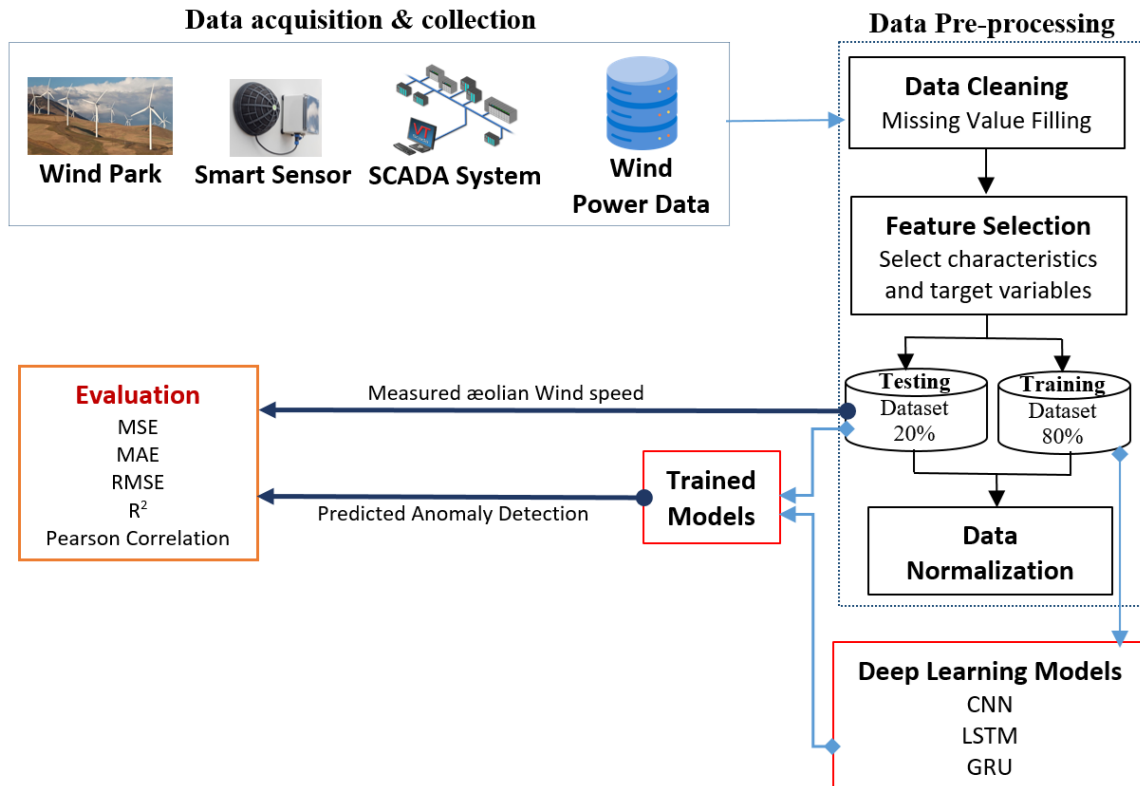 Data acquisition & collection
Wind Park
Smart Sensor
VT
SCADA System
Wind
Power Data
Data Pre-processing
Data Cleaning
Missing Value Filling
Feature Selection
Select characteristics
and target variables
Testing
Dataset
20%
Training
Dataset
80%
Data
Normalization
Measured æolian Wind speed
Evaluation
MSE
MAE
RMSE
R²
Pearson Correlation
Predicted Anomaly Detection
Trained
Models
Deep Learning Models
CNN
LSTM
GRU